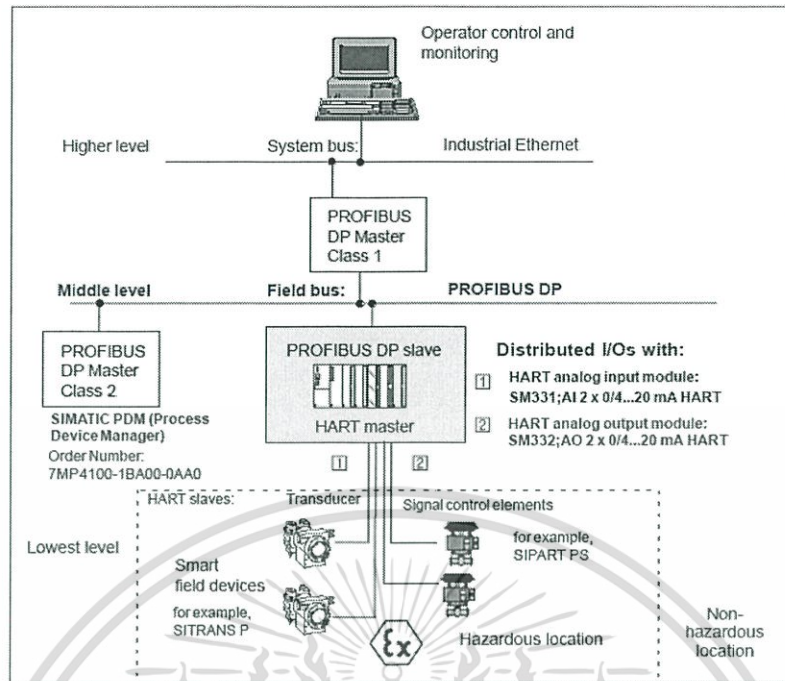 Operator control and
monitoring
Higher level System bus: Industrial Ethernet
PROFIBUS
DP Master
Class 1
Middle level Field bus: PROFIBUS DP
PROFIBUS
DP Master
Class 2
SIMATIC PDM (Process
Device Manager)
Order Number:
7MP4100-1BA00-0AA0
PROFIBUS DP slave
HART master
Distributed I/Os with:
1 HART analog input module:
SM331;AI 2 x 0/4...20 mA HART
2 HART analog output module:
SM332;AO 2 x 0/4...20 mA HART
1 2
HART slaves: Transducer Signal control elements
for example,
SIPART PS
Lowest level
Smart
field devices
for example,
SITRANS P
Ex
Hazardous location
Non-
hazardous
location